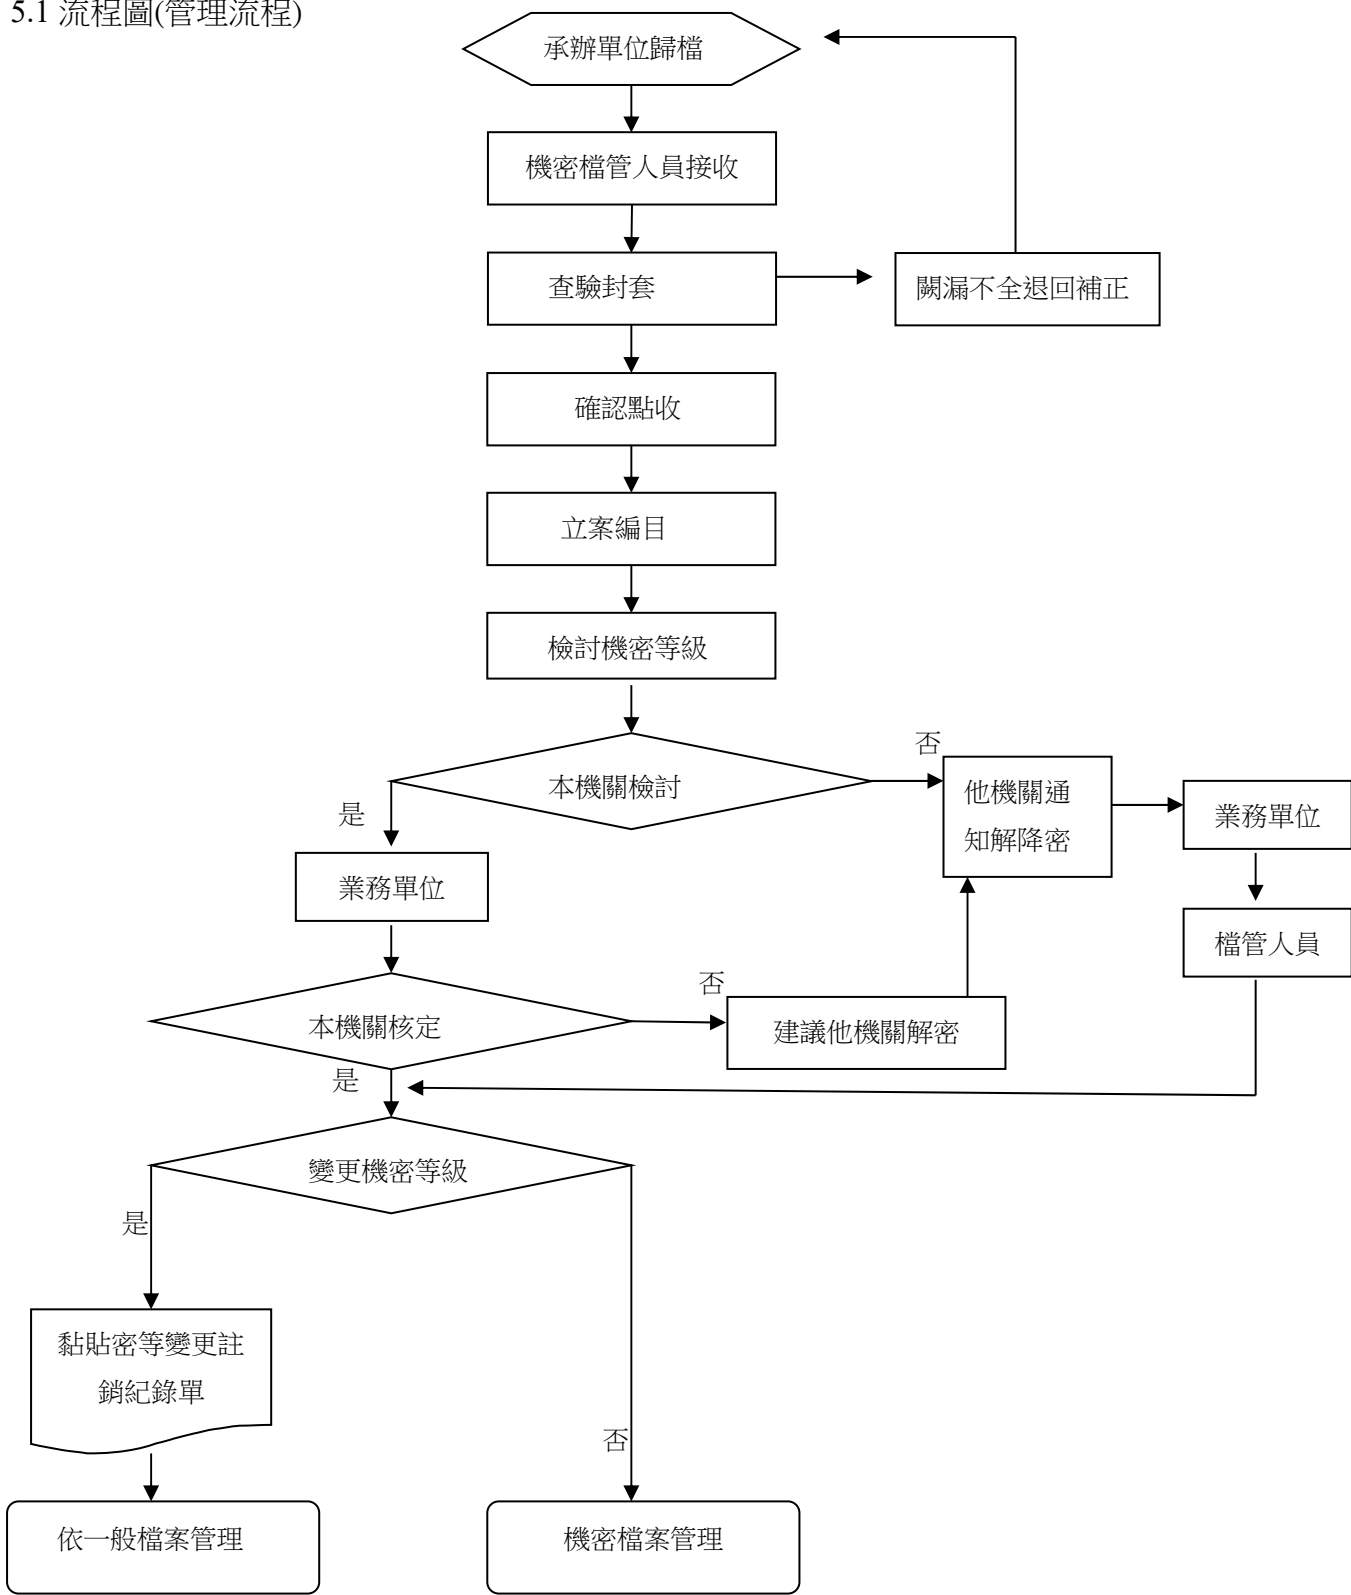 5.1 流程圖(管理流程)
承辦單位歸檔
機密檔管人員接收
查驗封套
闕漏不全退回補正
確認點收
立案編目
檢討機密等級
本機關檢討
否
他機關通
知解降密
業務單位
是
業務單位
檔管人員
本機關核定
否
建議他機關解密
是
變更機密等級
是
黏貼密等變更註
銷紀錄單
否
依一般檔案管理
機密檔案管理